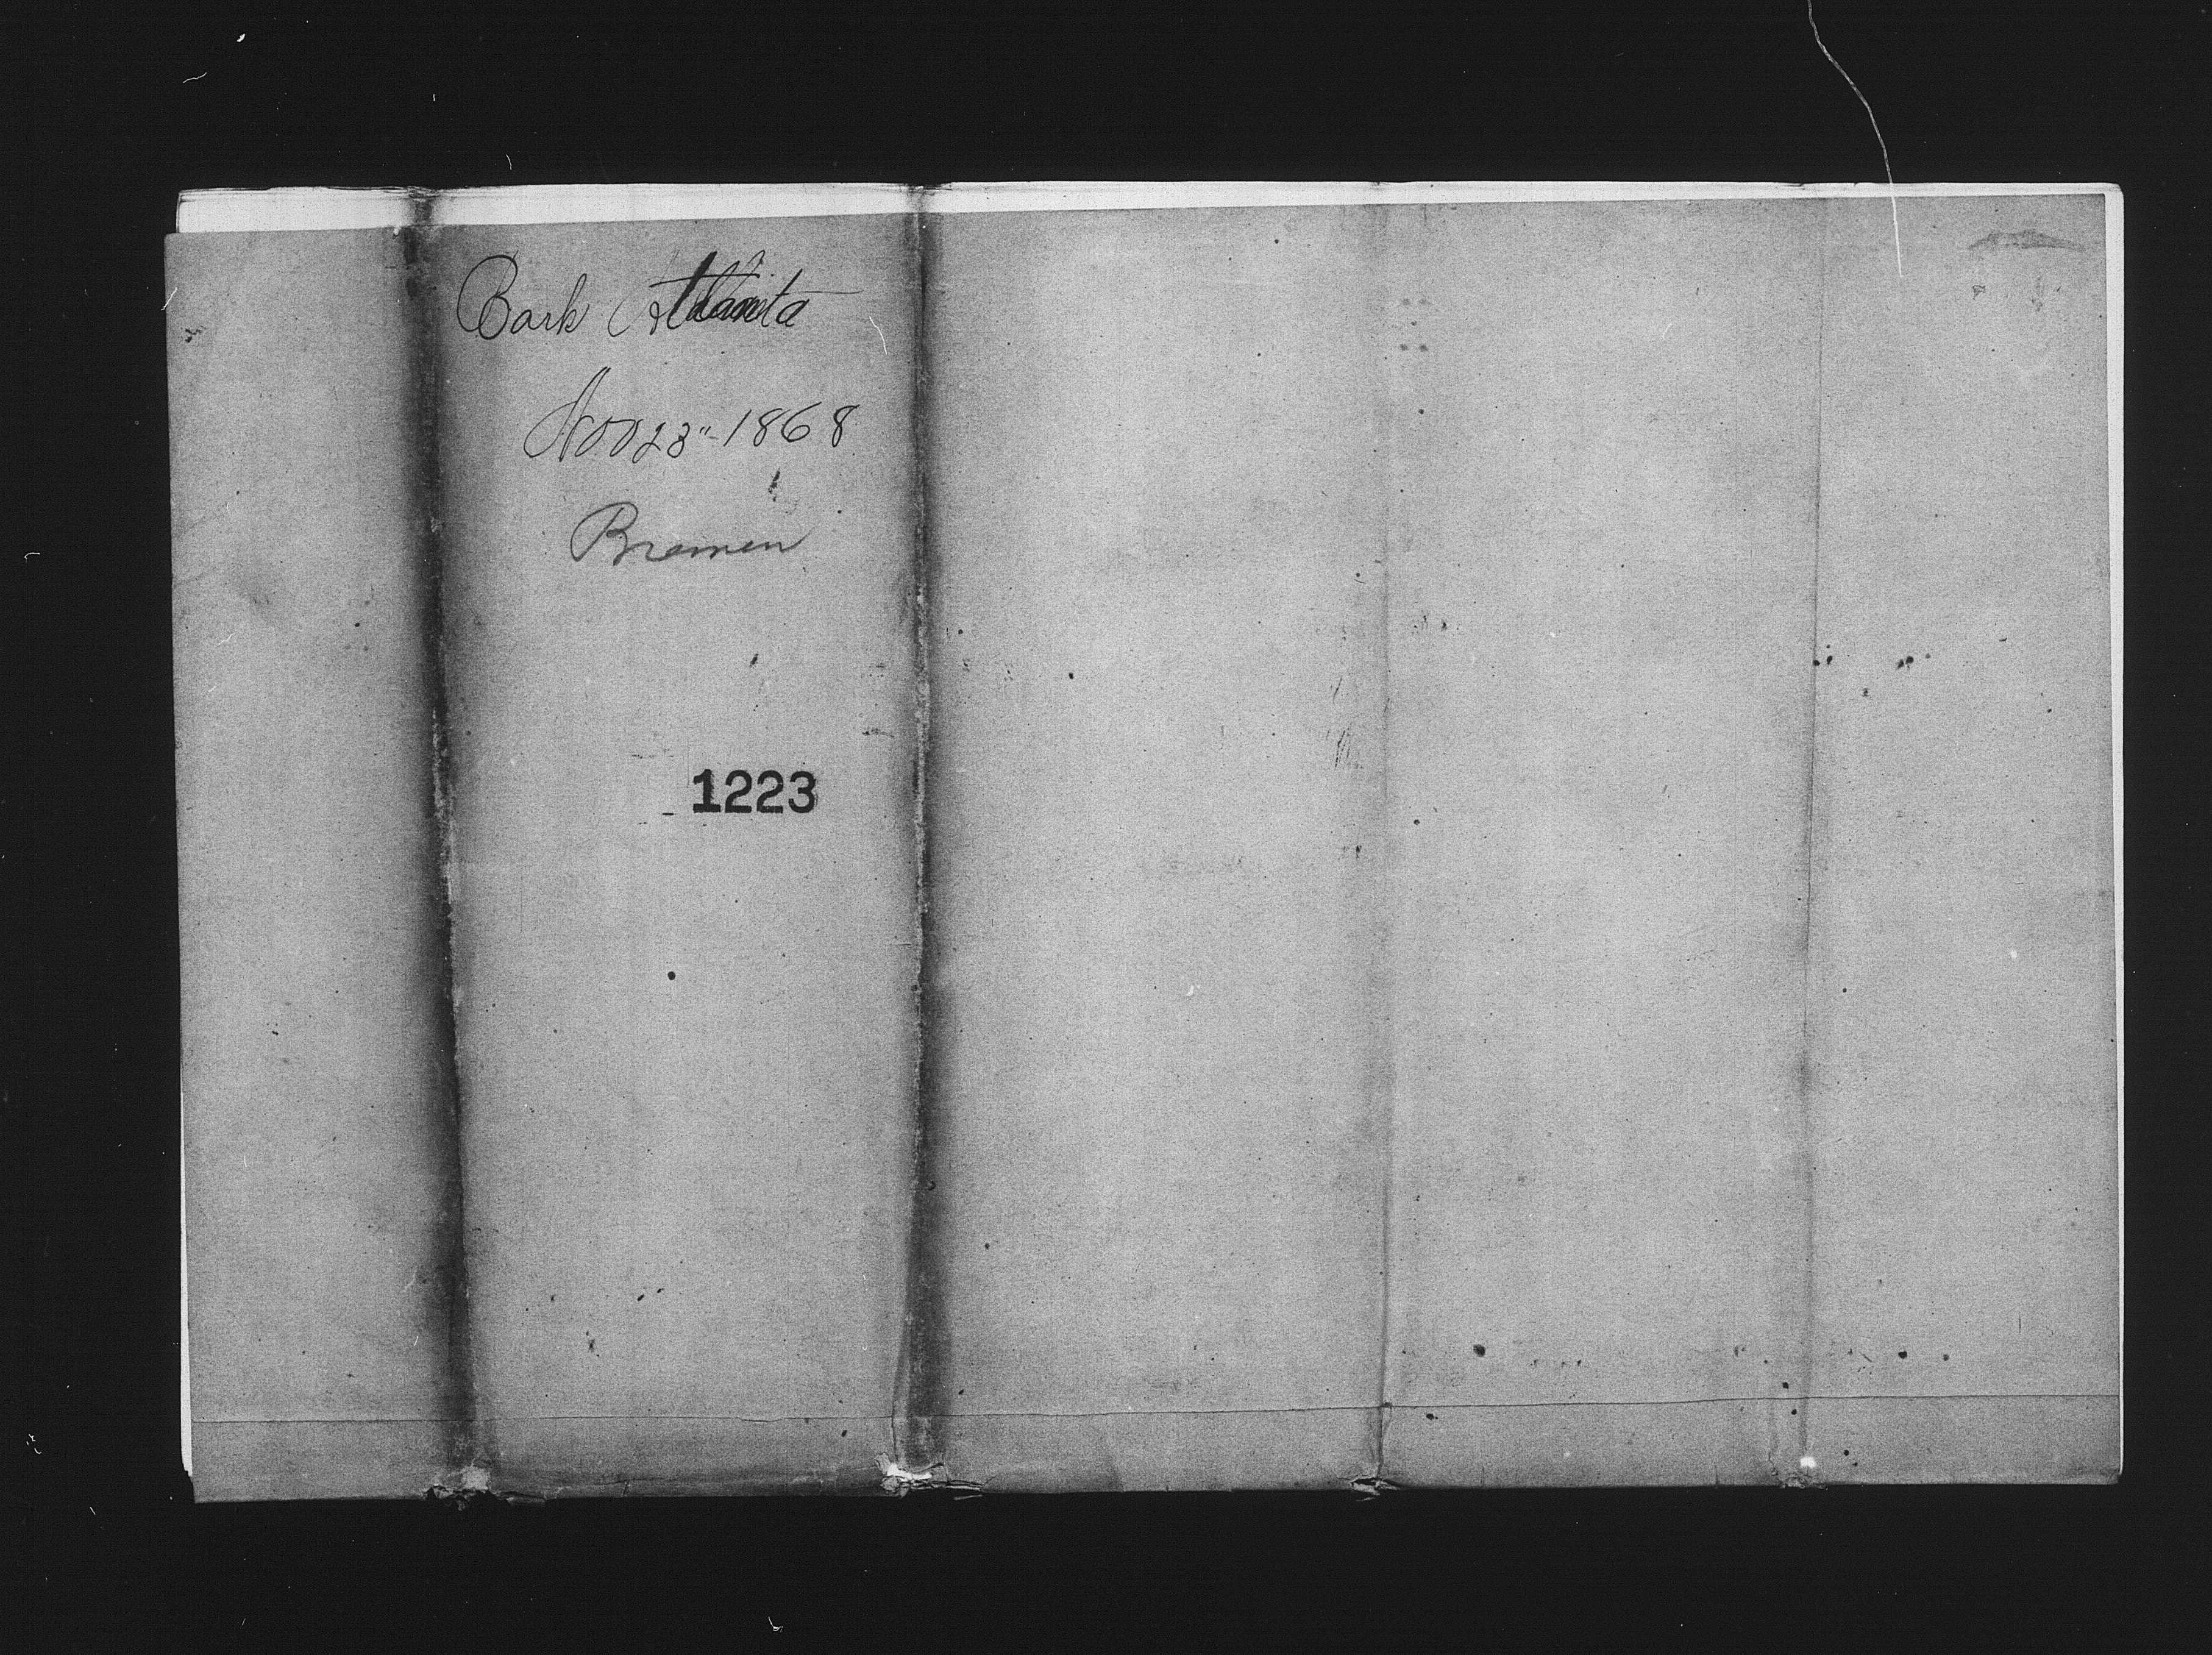 Bark Atlanta
Nov 23" - 1868
Bremen
1223